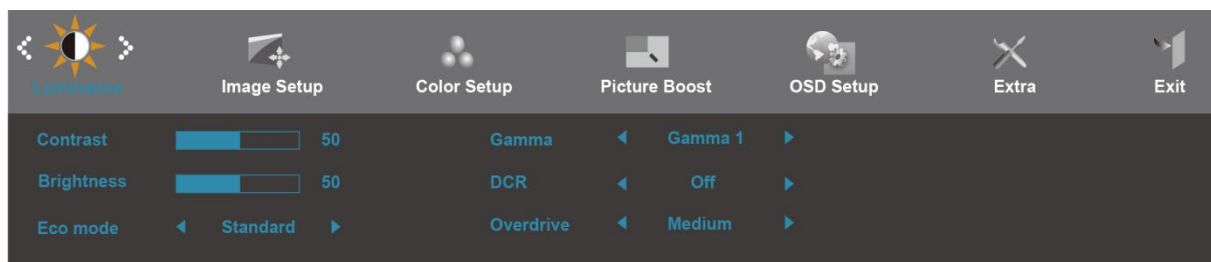 Luminance Image Setup Color Setup Picture Boost OSD Setup Extra Exit
Contrast 50 Gamma Gamma 1
Brightness 50 DCR Off
Eco mode Standard Overdrive Medium